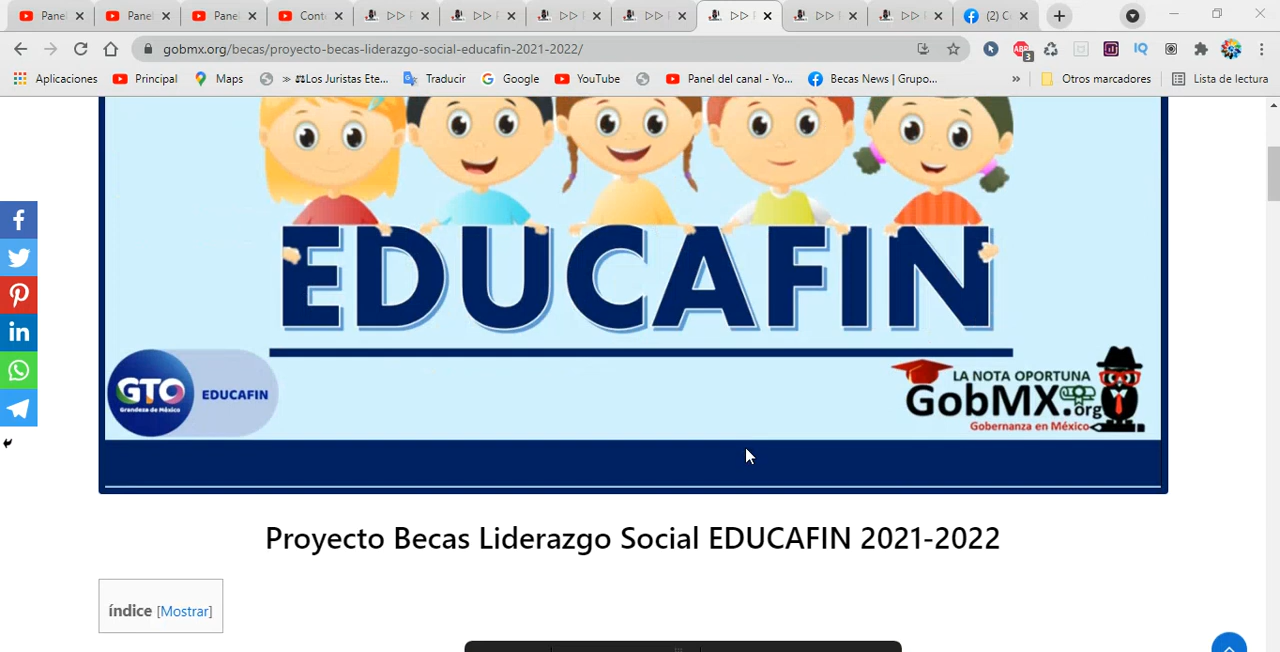 Panel
Panel
Panel
Cont
▷▷ F
▷▷ F
▷▷ F
▷▷ F
▷▷ F
▷▷ F
▷▷ F
(2) C
gobmx.org/becas/proyecto-becas-liderazgo-social-educafin-2021-2022/
ABP
3
IQ
Aplicaciones
Principal
Maps
» ⚖Los Juristas Ete...
Traducir
Google
YouTube
Panel del canal - Yo...
Becas News | Grupo...
»
Otros marcadores
Lista de lectura
EDUCAFIN
GTO
Grandeza de México
EDUCAFIN
LA NOTA OPORTUNA
GobMX.org
Gobernanza en México
Proyecto Becas Liderazgo Social EDUCAFIN 2021-2022
índice [Mostrar]